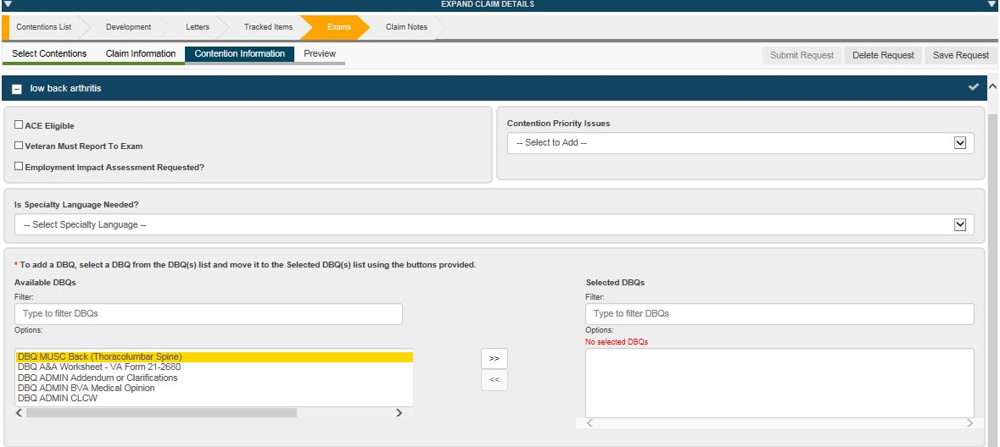 EXPAND CLAIM DETAILS
Contentions List Development Letters Tracked Items Exams Claim Notes
Select Contentions Claim Information Contention Information Preview Submit Request Delete Request Save Request
low back arthritis
ACE Eligible
Veteran Must Report To Exam
Employment Impact Assessment Requested?
Contention Priority Issues
-- Select to Add --
Is Specialty Language Needed?
-- Select Specialty Language --
* To add a DBQ, select a DBQ from the DBQ(s) list and move it to the Selected DBQ(s) list using the buttons provided.
Available DBQs
Filter:
Type to filter DBQs
Options:
DBQ MUSC Back (Thoracolumbar Spine)
DBQ A&A Worksheet - VA Form 21-2680
DBQ ADMIN Addendum or Clarifications
DBQ ADMIN BVA Medical Opinion
DBQ ADMIN CLCW
>>
<<
Selected DBQs
Filter:
Type to filter DBQs
Options:
No selected DBQs